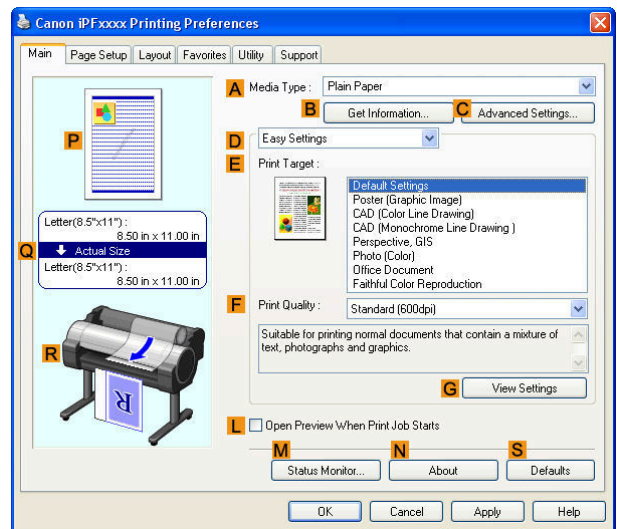 Canon iPFxxxx Printing Preferences
Main Page Setup Layout Favorites Utility Support
A Media Type : Plain Paper
B Get Information... C Advanced Settings...
P
D Easy Settings
E Print Target :
Default Settings
Poster (Graphic Image)
CAD (Color Line Drawing)
CAD (Monochrome Line Drawing )
Perspective, GIS
Photo (Color)
Office Document
Faithful Color Reproduction
Letter(8.5"x11") :
8.50 in x 11.00 in
Q Actual Size
Letter(8.5"x11") :
8.50 in x 11.00 in
F Print Quality : Standard (600dpi)
Suitable for printing normal documents that contain a mixture of
text, photographs and graphics.
R
G View Settings
L Open Preview When Print Job Starts
M N S
Status Monitor... About Defaults
OK Cancel Apply Help